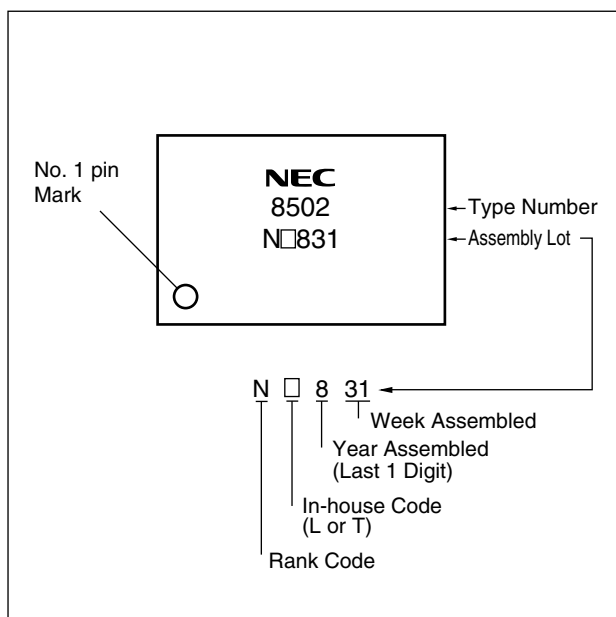 No. 1 pin
Mark
NEC
8502
N□831
Type Number
Assembly Lot
N □ 8 31
Week Assembled
Year Assembled
(Last 1 Digit)
In-house Code
(L or T)
Rank Code